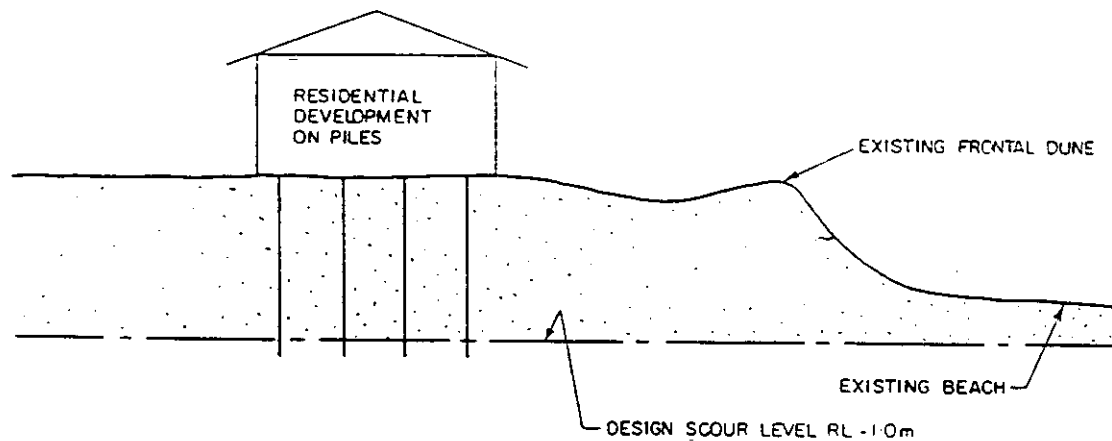 RESIDENTIAL
DEVELOPMENT
ON PILES
EXISTING FRONTAL DUNE
EXISTING BEACH
DESIGN SCOUR LEVEL RL -1·0m